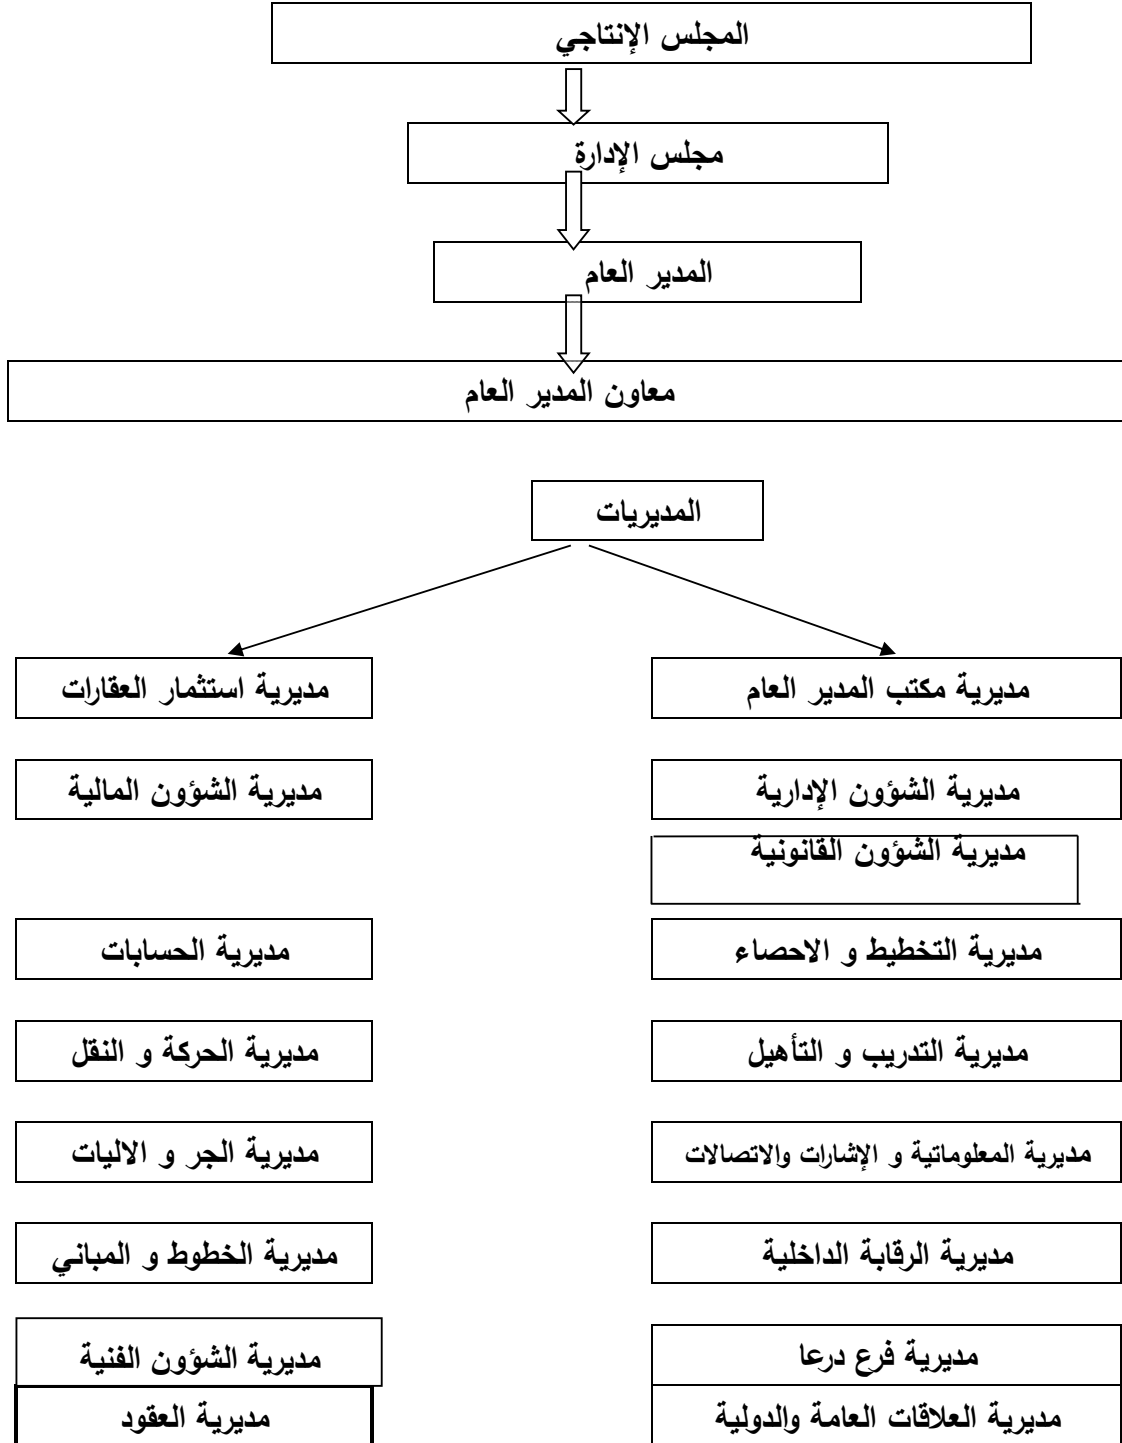 المجلس الإنتاجي
مجلس الإدارة
المدير العام
معاون المدير العام
المديريات
مديرية مكتب المدير العام
مديرية استثمار العقارات
مديرية الشؤون الإدارية
مديرية الشؤون المالية
مديرية الشؤون القانونية
مديرية التخطيط و الاحصاء
مديرية الحسابات
مديرية التدريب و التأهيل
مديرية الحركة و النقل
مديرية المعلوماتية و الإشارات والاتصالات
مديرية الجر و الاليات
مديرية الرقابة الداخلية
مديرية الخطوط و المباني
مديرية فرع درعا
مديرية الشؤون الفنية
مديرية العلاقات العامة والدولية
مديرية العقود